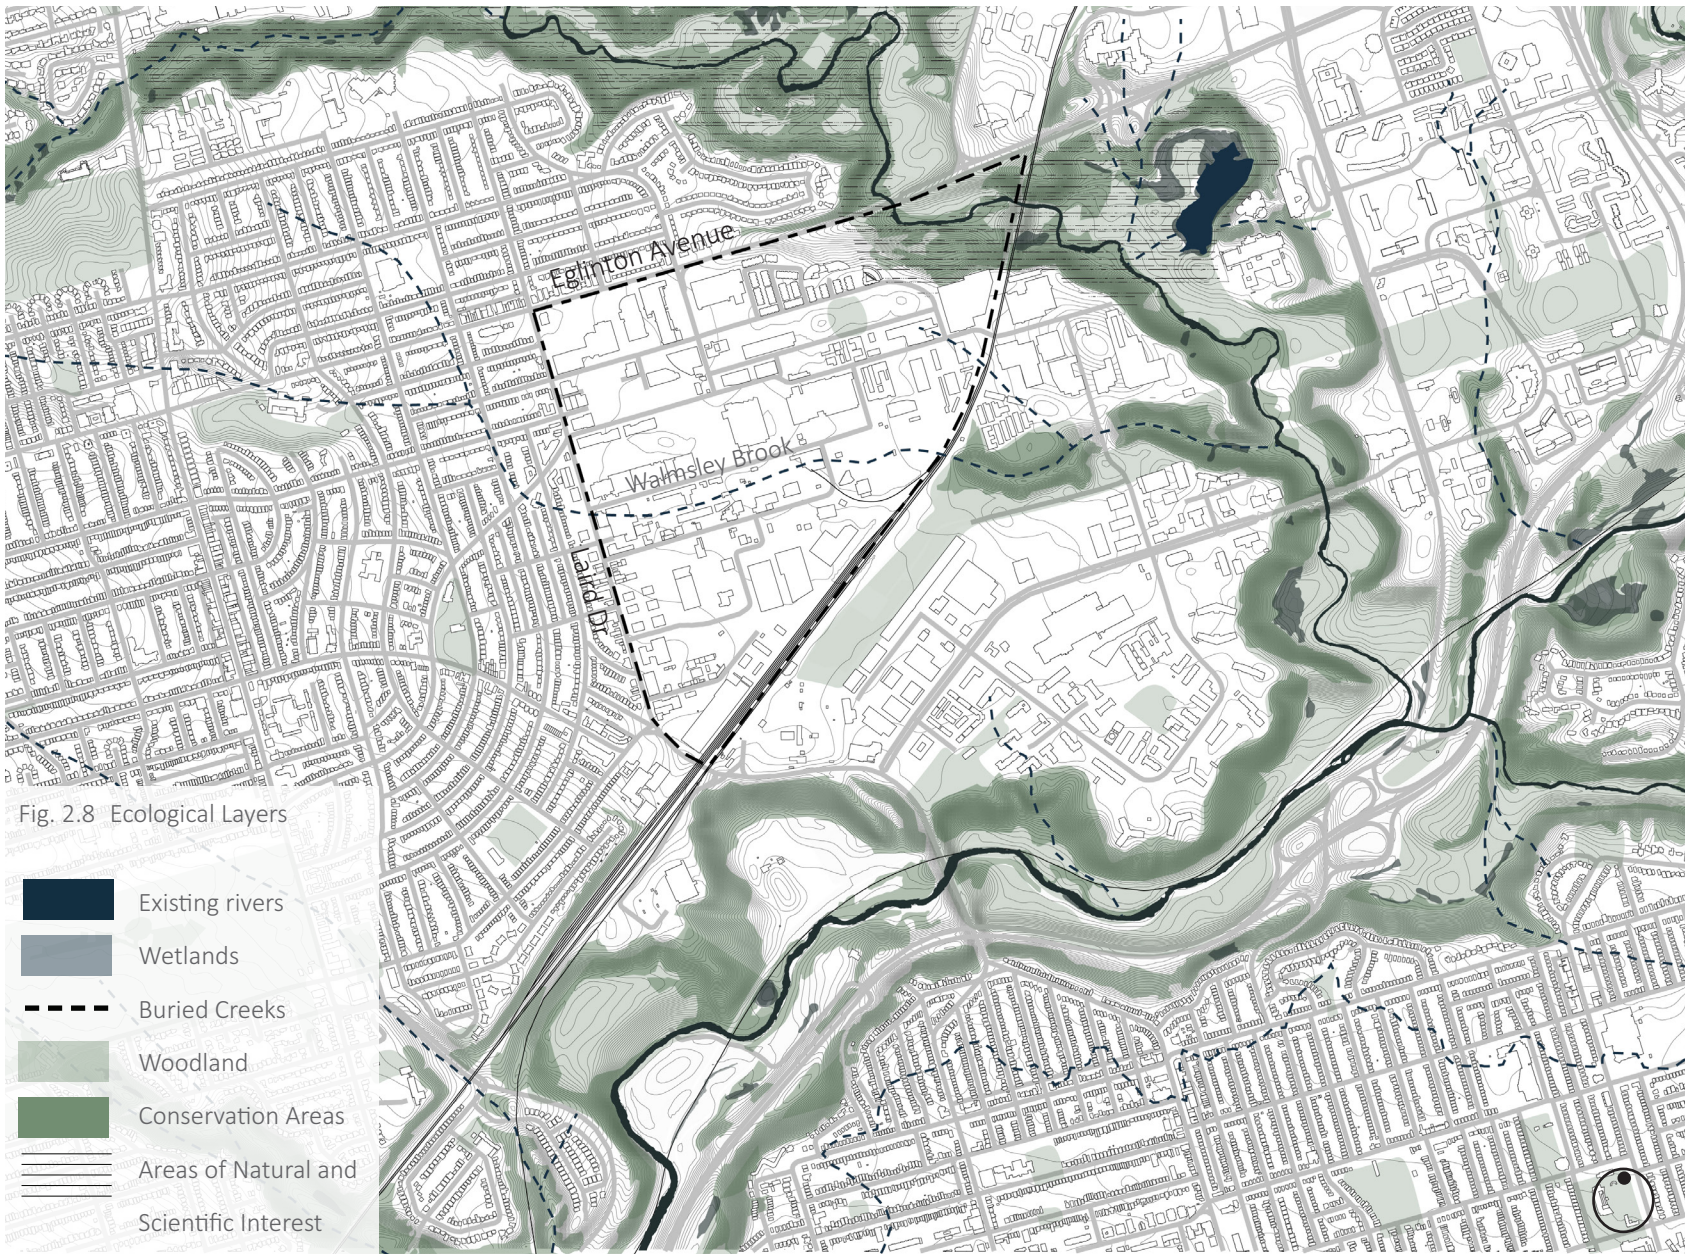 Eglinton Avenue
Walmsley Brook
Laird Dr
Fig. 2.8 Ecological Layers
Existing rivers
Wetlands
Buried Creeks
Woodland
Conservation Areas
Areas of Natural and
Scientific Interest